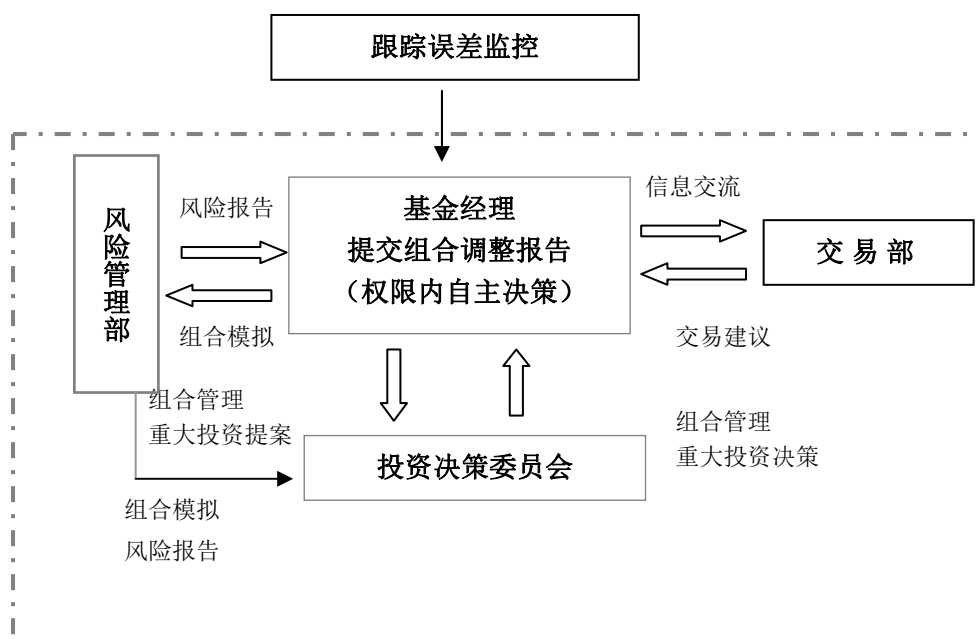 跟踪误差监控
风险管理部
风险报告
组合模拟
基金经理
提交组合调整报告
（权限内自主决策）
信息交流
交易部
交易建议
组合管理
重大投资提案
组合管理
重大投资决策
投资决策委员会
组合模拟
风险报告